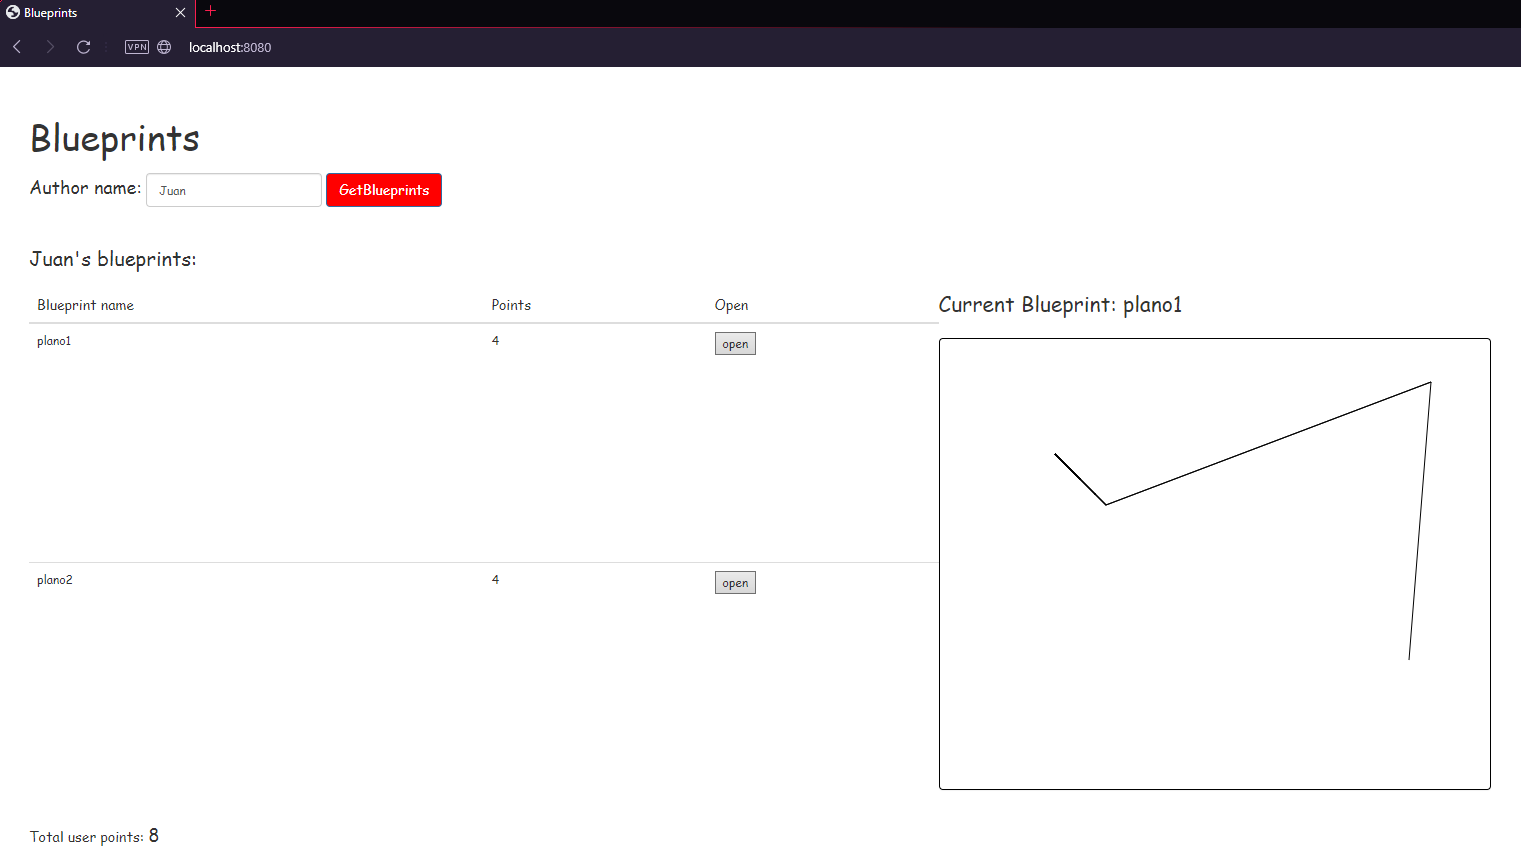 Blueprints
VPN localhost:8080
Blueprints
Author name: Juan GetBlueprints
Juan's blueprints:
Blueprint name Points Open
Current Blueprint: plano1
plano1 4 open
plano2 4 open
Total user points: 8